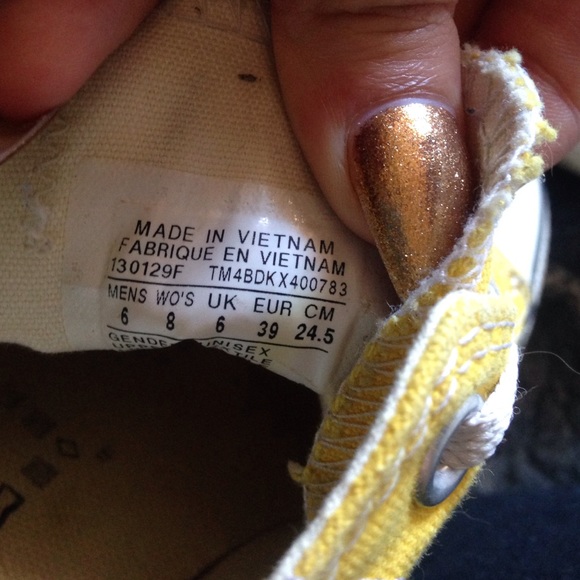 MADE IN VIETNAM
FABRIQUE EN VIETNAM
130129F TM4BDKX400783
MENS WO'S UK EUR CM
6 8 6 39 24.5